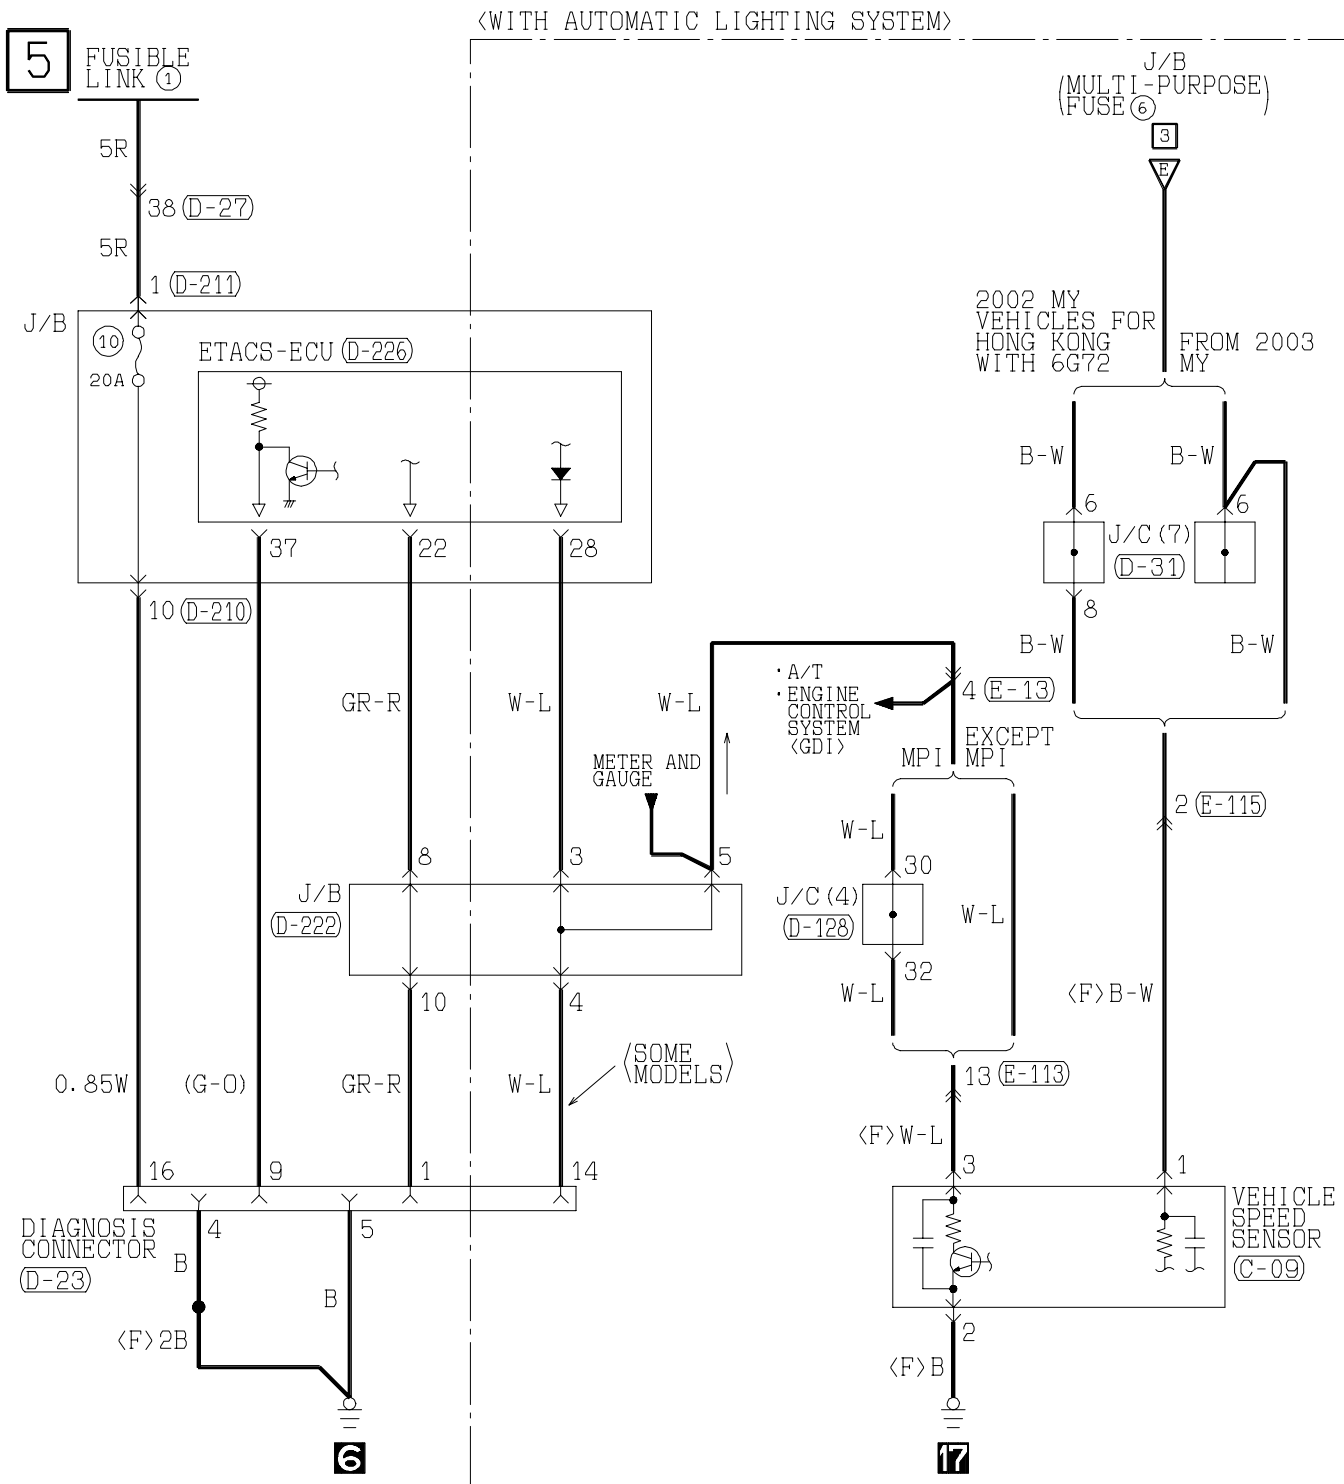 〈WITH AUTOMATIC LIGHTING SYSTEM〉
5
FUSIBLE
LINK ①
J/B
(MULTI-PURPOSE)
FUSE ⑥
3
E
5R
38 (D-27)
5R
1 (D-211)
J/B
10
20A
ETACS-ECU (D-226)
2002 MY
VEHICLES FOR
HONG KONG
WITH 6G72
FROM 2003
MY
B-W
B-W
6
6
J/C (7)
(D-31)
8
B-W
B-W
37
22
28
10 (D-210)
GR-R
W-L
W-L
· A/T
· ENGINE
CONTROL
SYSTEM
〈GDI〉
4 (E-13)
MPI
EXCEPT
MPI
METER AND
GAUGE
2 (E-115)
W-L
8
3
5
30
J/B
(D-222)
J/C (4)
(D-128)
W-L
32
W-L
10
4
〈F〉B-W
〈SOME
MODELS〉
0.85W
(G-O)
GR-R
W-L
13 (E-113)
〈F〉W-L
16
9
1
14
3
1
DIAGNOSIS
CONNECTOR
(D-23)
4
5
B
B
〈F〉2B
VEHICLE
SPEED
SENSOR
(C-09)
2
〈F〉B
6
17